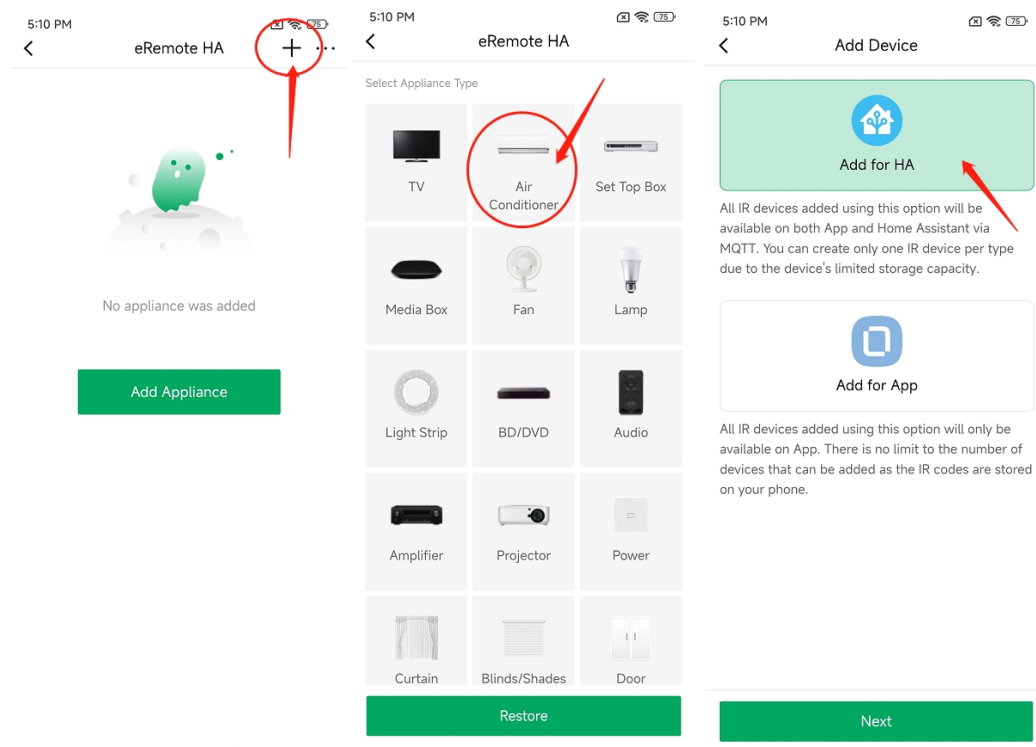 5:10 PM
75
eRemote HA
No appliance was added
Add Appliance
5:10 PM
75
eRemote HA
Select Appliance Type
TV
Air
Conditioner
Set Top Box
Media Box
Fan
Lamp
Light Strip
BD/DVD
Audio
Amplifier
Projector
Power
Curtain
Blinds/Shades
Door
Restore
5:10 PM
75
Add Device
Add for HA
All IR devices added using this option will be
available on both App and Home Assistant via
MQTT. You can create only one IR device per type
due to the device's limited storage capacity.
Add for App
All IR devices added using this option will only be
available on App. There is no limit to the number of
devices that can be added as the IR codes are stored
on your phone.
Next